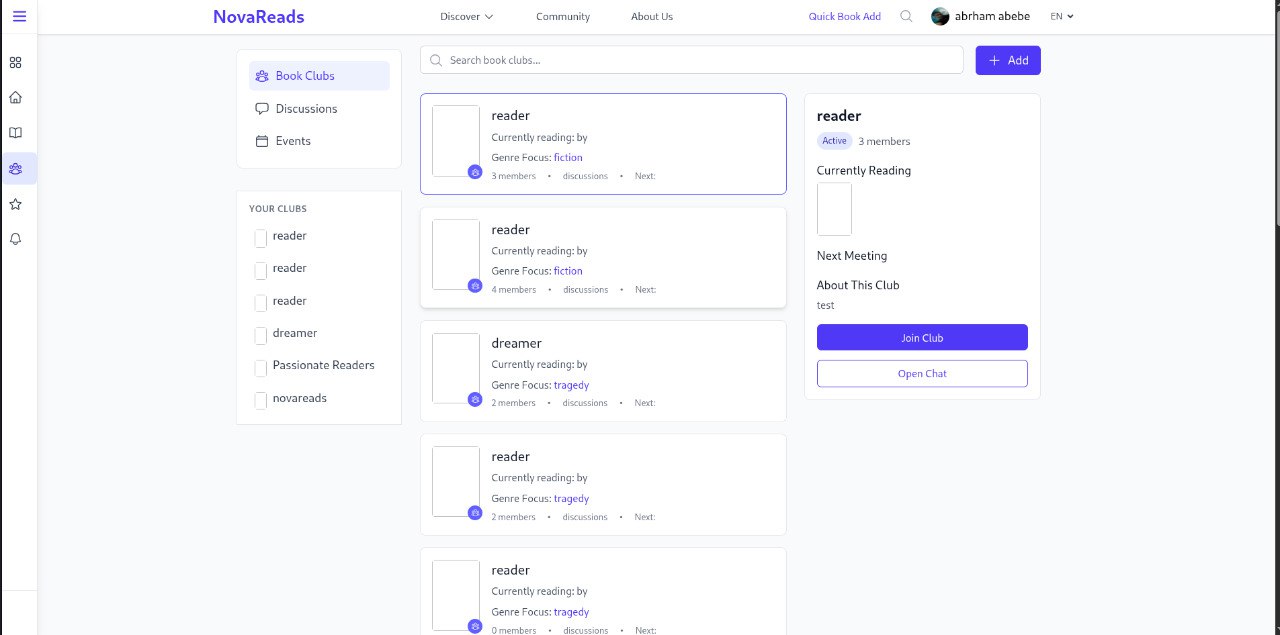 NovaReads
Discover
Community
About Us
Quick Book Add
abrham abebe
EN
Book Clubs
Discussions
Events
YOUR CLUBS
reader
reader
reader
dreamer
Passionate Readers
novareads
Search book clubs...
+ Add
reader
Currently reading: by
Genre Focus: fiction
3 members • discussions • Next:
reader
Currently reading: by
Genre Focus: fiction
4 members • discussions • Next:
dreamer
Currently reading: by
Genre Focus: tragedy
2 members • discussions • Next:
reader
Currently reading: by
Genre Focus: tragedy
2 members • discussions • Next:
reader
Currently reading: by
Genre Focus: tragedy
0 members • discussions • Next:
reader
Active 3 members
Currently Reading
Next Meeting
About This Club
test
Join Club
Open Chat